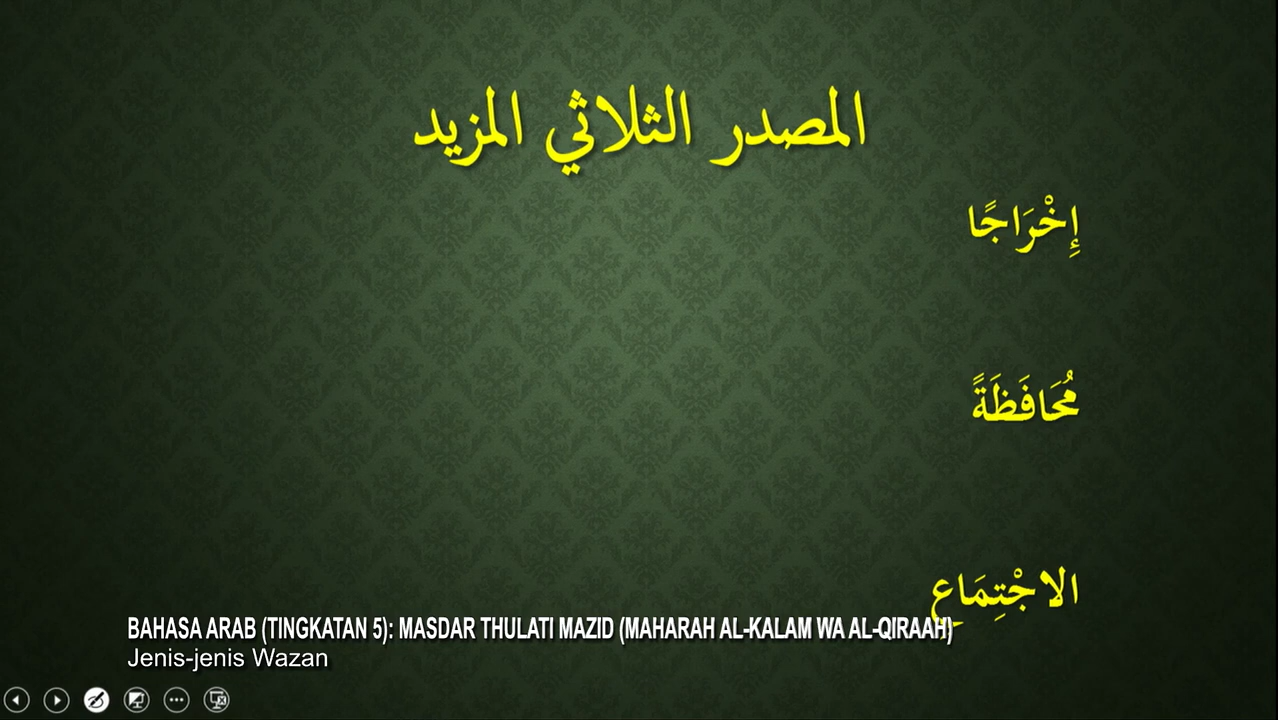 المصدر الثلاثي المزيد
إِخْرَاجًا
مُحَافَظَةً
الاجْتِمَاعِ
BAHASA ARAB (TINGKATAN 5): MASDAR THULATI MAZID (MAHARAH AL-KALAM WA AL-QIRAAH)
Jenis-jenis Wazan